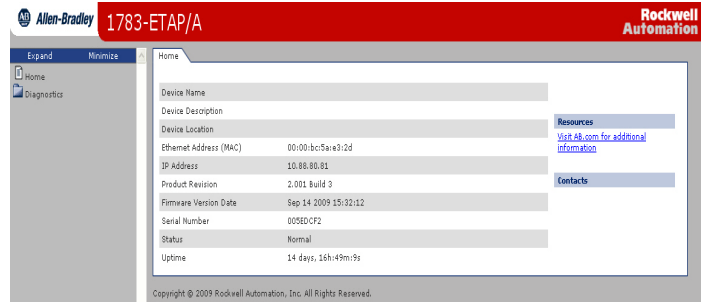 AB Allen-Bradley 1783-ETAP/A Rockwell Automation
Expand Minimize
Home
Diagnostics
Home
Device Name
Device Description
Device Location
Ethernet Address (MAC) 00:00:bc:5a:e3:2d
IP Address 10.88.80.81
Product Revision 2.001 Build 3
Firmware Version Date Sep 14 2009 15:32:12
Serial Number 005EDCF2
Status Normal
Uptime 14 days, 16h:49m:9s
Resources
Visit AB.com for additional
information
Contacts
Copyright © 2009 Rockwell Automation, Inc. All Rights Reserved.